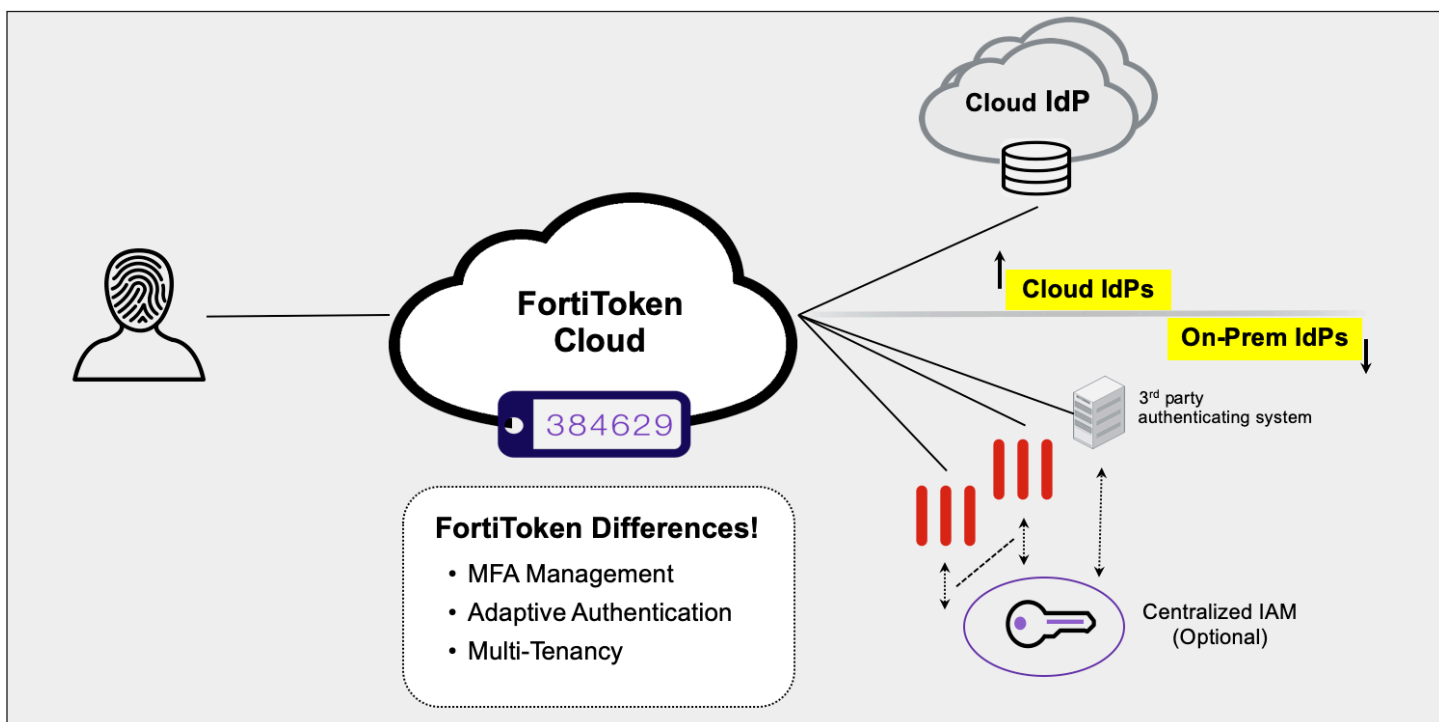 Cloud IdP
FortiToken
Cloud
384629
Cloud IdPs
On-Prem IdPs
3rd party
authenticating system
FortiToken Differences!
• MFA Management
• Adaptive Authentication
• Multi-Tenancy
Centralized IAM
(Optional)